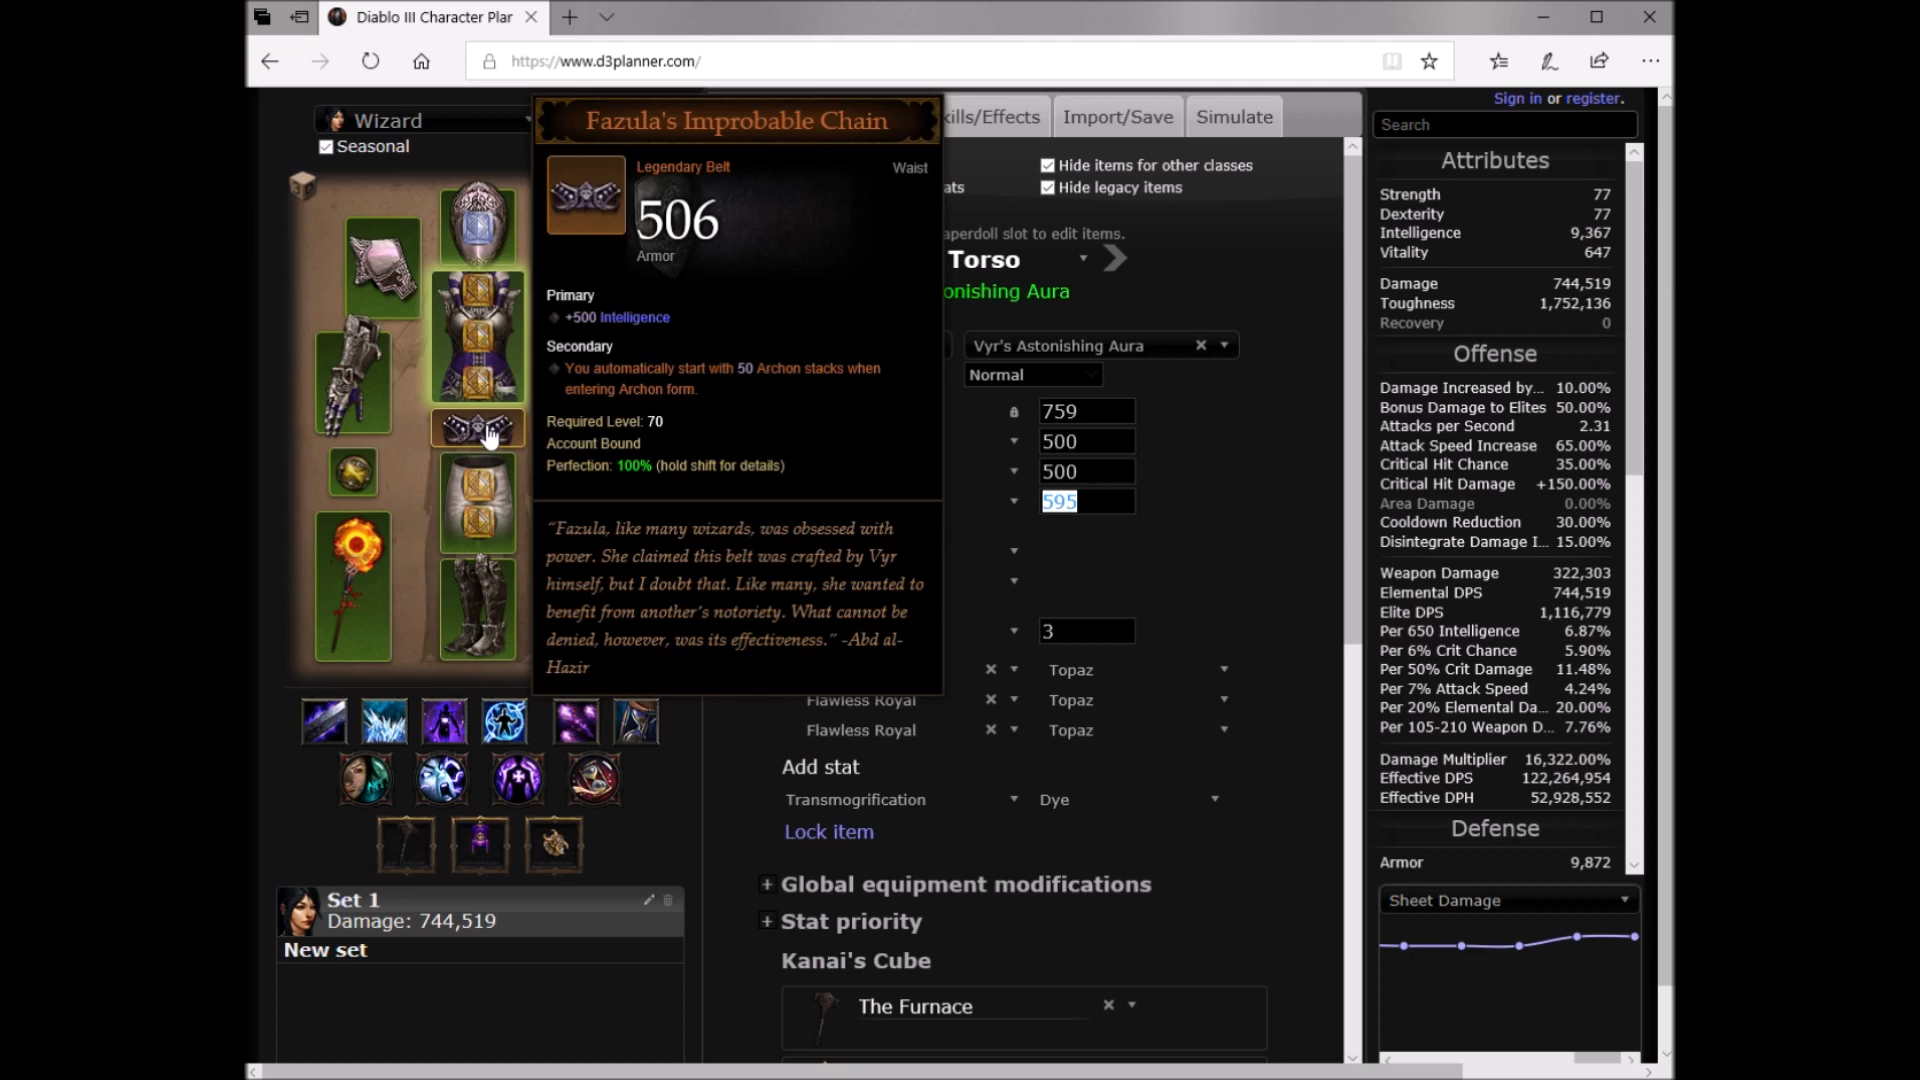 Diablo III Character Plar
https://www.d3planner.com/
Sign in or register.
Wizard
Seasonal
Fazula's Improbable Chain
Legendary Belt
Waist
506
Armor
Primary
+500 Intelligence
Secondary
You automatically start with 50 Archon stacks when
entering Archon form.
Required Level: 70
Account Bound
Perfection: 100% (hold shift for details)
"Fazula, like many wizards, was obsessed with
power. She claimed this belt was crafted by Vyr
himself, but I doubt that. Like many, she wanted to
benefit from another's notoriety. What cannot be
denied, however, was its effectiveness." -Abd al-
Hazir
kills/Effects
Import/Save
Simulate
Hide items for other classes
ats
Hide legacy items
aperdoll slot to edit items.
Torso
onishing Aura
Vyr's Astonishing Aura
Normal
759
500
500
595
3
Topaz
Flawless Royal
Topaz
Flawless Royal
Topaz
Add stat
Transmogrification
Dye
Lock item
Global equipment modifications
Stat priority
Kanai's Cube
The Furnace
Set 1
Damage: 744,519
New set
Search
Attributes
Strength 77
Dexterity 77
Intelligence 9,367
Vitality 647
Damage 744,519
Toughness 1,752,136
Recovery 0
Offense
Damage Increased by... 10.00%
Bonus Damage to Elites 50.00%
Attacks per Second 2.31
Attack Speed Increase 65.00%
Critical Hit Chance 35.00%
Critical Hit Damage +150.00%
Area Damage 0.00%
Cooldown Reduction 30.00%
Disintegrate Damage I... 15.00%
Weapon Damage 322,303
Elemental DPS 744,519
Elite DPS 1,116,779
Per 650 Intelligence 6.87%
Per 6% Crit Chance 5.90%
Per 50% Crit Damage 11.48%
Per 7% Attack Speed 4.24%
Per 20% Elemental Da... 20.00%
Per 105-210 Weapon D... 7.76%
Damage Multiplier 16,322.00%
Effective DPS 122,264,954
Effective DPH 52,928,552
Defense
Armor 9,872
Sheet Damage